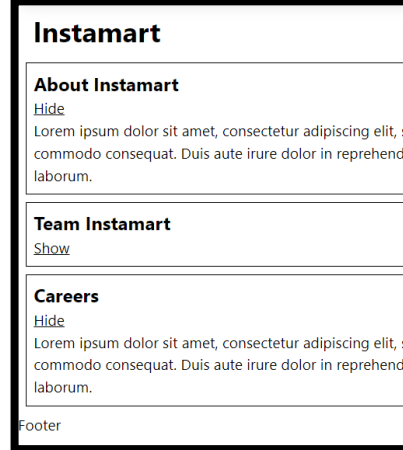 Instamart
About Instamart
Hide
Lorem ipsum dolor sit amet, consectetur adipiscing elit,
commodo consequat. Duis aute irure dolor in reprehend
laborum.
Team Instamart
Show
Careers
Hide
Lorem ipsum dolor sit amet, consectetur adipiscing elit,
commodo consequat. Duis aute irure dolor in reprehend
laborum.
Footer